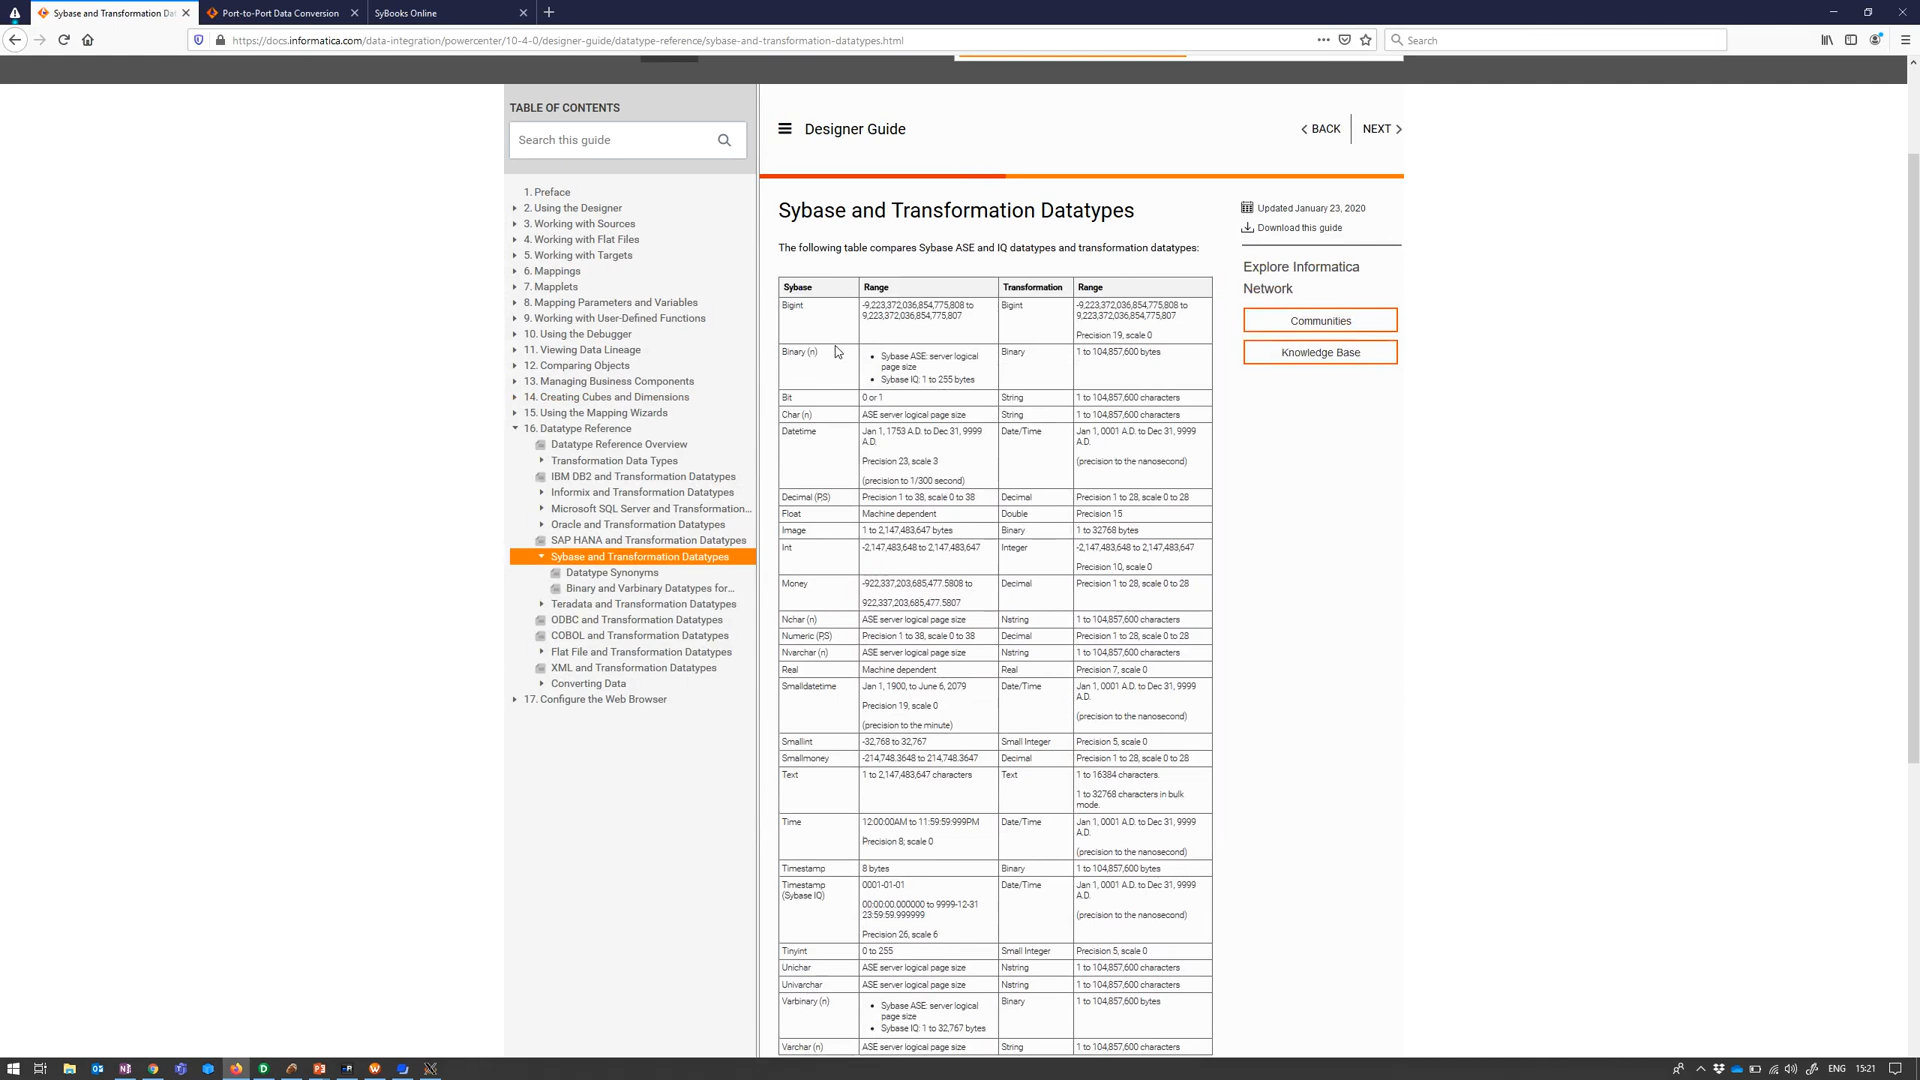 Sybase and Transformation Da
Port-to-Port Data Conversion
SyBooks Online
https://docs.informatica.com/data-integration/powercenter/10-4-0/designer-guide/datatype-reference/sybase-and-transformation-datatypes.html
Search
TABLE OF CONTENTS
Search this guide
1. Preface
2. Using the Designer
3. Working with Sources
4. Working with Flat Files
5. Working with Targets
6. Mappings
7. Mapplets
8. Mapping Parameters and Variables
9. Working with User-Defined Functions
10. Using the Debugger
11. Viewing Data Lineage
12. Comparing Objects
13. Managing Business Components
14. Creating Cubes and Dimensions
15. Using the Mapping Wizards
16. Datatype Reference
Datatype Reference Overview
Transformation Data Types
IBM DB2 and Transformation Datatypes
Informix and Transformation Datatypes
Microsoft SQL Server and Transformation...
Oracle and Transformation Datatypes
SAP HANA and Transformation Datatypes
Sybase and Transformation Datatypes
Datatype Synonyms
Binary and Varbinary Datatypes for...
Teradata and Transformation Datatypes
ODBC and Transformation Datatypes
COBOL and Transformation Datatypes
Flat File and Transformation Datatypes
XML and Transformation Datatypes
Converting Data
17. Configure the Web Browser
Designer Guide
BACK
NEXT
Sybase and Transformation Datatypes
The following table compares Sybase ASE and IQ datatypes and transformation datatypes:
Sybase Range Transformation Range
Bigint -9,223,372,036,854,775,808 to Bigint -9,223,372,036,854,775,808 to
9,223,372,036,854,775,807 9,223,372,036,854,775,807
Precision 19, scale 0
Binary (n) • Sybase ASE: server logical Binary 1 to 104,857,600 bytes
page size
• Sybase IQ: 1 to 255 bytes
Bit 0 or 1 String 1 to 104,857,600 characters
Char (n) ASE server logical page size String 1 to 104,857,600 characters
Datetime Jan 1, 1753 A.D. to Dec 31, 9999 Date/Time Jan 1, 0001 A.D. to Dec 31, 9999
A.D. A.D.
Precision 23, scale 3 (precision to the nanosecond)
(precision to 1/300 second)
Decimal (P,S) Precision 1 to 38, scale 0 to 38 Decimal Precision 1 to 28, scale 0 to 28
Float Machine dependent Double Precision 15
Image 1 to 2,147,483,647 bytes Binary 1 to 32768 bytes
Int -2,147,483,648 to 2,147,483,647 Integer -2,147,483,648 to 2,147,483,647
Precision 10, scale 0
Money -922,337,203,685,477.5808 to Decimal Precision 1 to 28, scale 0 to 28
922,337,203,685,477.5807
Nchar (n) ASE server logical page size Nstring 1 to 104,857,600 characters
Numeric (P,S) Precision 1 to 38, scale 0 to 38 Decimal Precision 1 to 28, scale 0 to 28
Nvarchar (n) ASE server logical page size Nstring 1 to 104,857,600 characters
Real Machine dependent Real Precision 7, scale 0
Smalldatetime Jan 1, 1900, to June 6, 2079 Date/Time Jan 1, 0001 A.D. to Dec 31, 9999
A.D.
Precision 19, scale 0
(precision to the nanosecond)
(precision to the minute)
Smallint -32,768 to 32,767 Small Integer Precision 5, scale 0
Smallmoney -214,748.3648 to 214,748.3647 Decimal Precision 1 to 28, scale 0 to 28
Text 1 to 2,147,483,647 characters Text 1 to 16384 characters.
1 to 32768 characters in bulk
mode.
Time 12:00:00AM to 11:59:59:999PM Date/Time Jan 1, 0001 A.D. to Dec 31, 9999
A.D.
Precision 8; scale 0
(precision to the nanosecond)
Timestamp 8 bytes Binary 1 to 104,857,600 bytes
Timestamp 0001-01-01 Date/Time Jan 1, 0001 A.D. to Dec 31, 9999
(Sybase IQ) A.D.
00:00:00.000000 to 9999-12-31
23:59:59.999999 (precision to the nanosecond)
Precision 26, scale 6
Tinyint 0 to 255 Small Integer Precision 5, scale 0
Unichar ASE server logical page size Nstring 1 to 104,857,600 characters
Univarchar ASE server logical page size Nstring 1 to 104,857,600 characters
Varbinary (n) • Sybase ASE: server logical Binary 1 to 104,857,600 bytes
page size
• Sybase IQ: 1 to 32,767 bytes
Varchar (n) ASE server logical page size String 1 to 104,857,600 characters
Updated January 23, 2020
Download this guide
Explore Informatica
Network
Communities
Knowledge Base
ENG 15:21